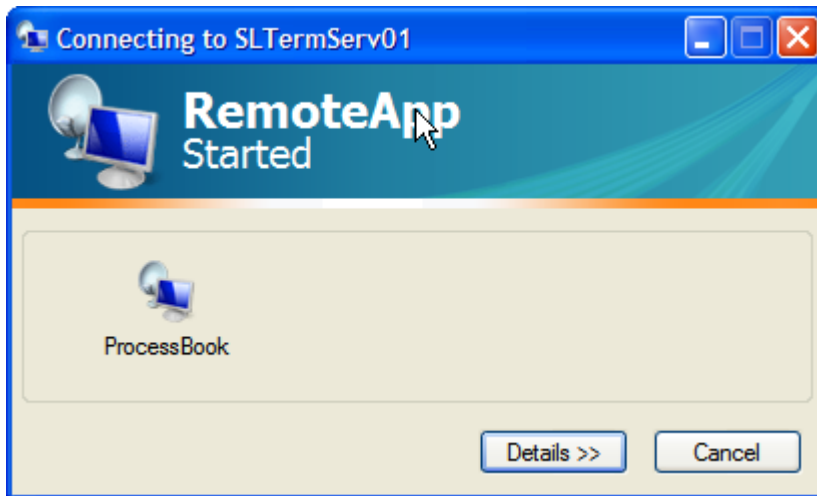 Connecting to SLTermServ01
RemoteApp
Started
ProcessBook
Details >>
Cancel